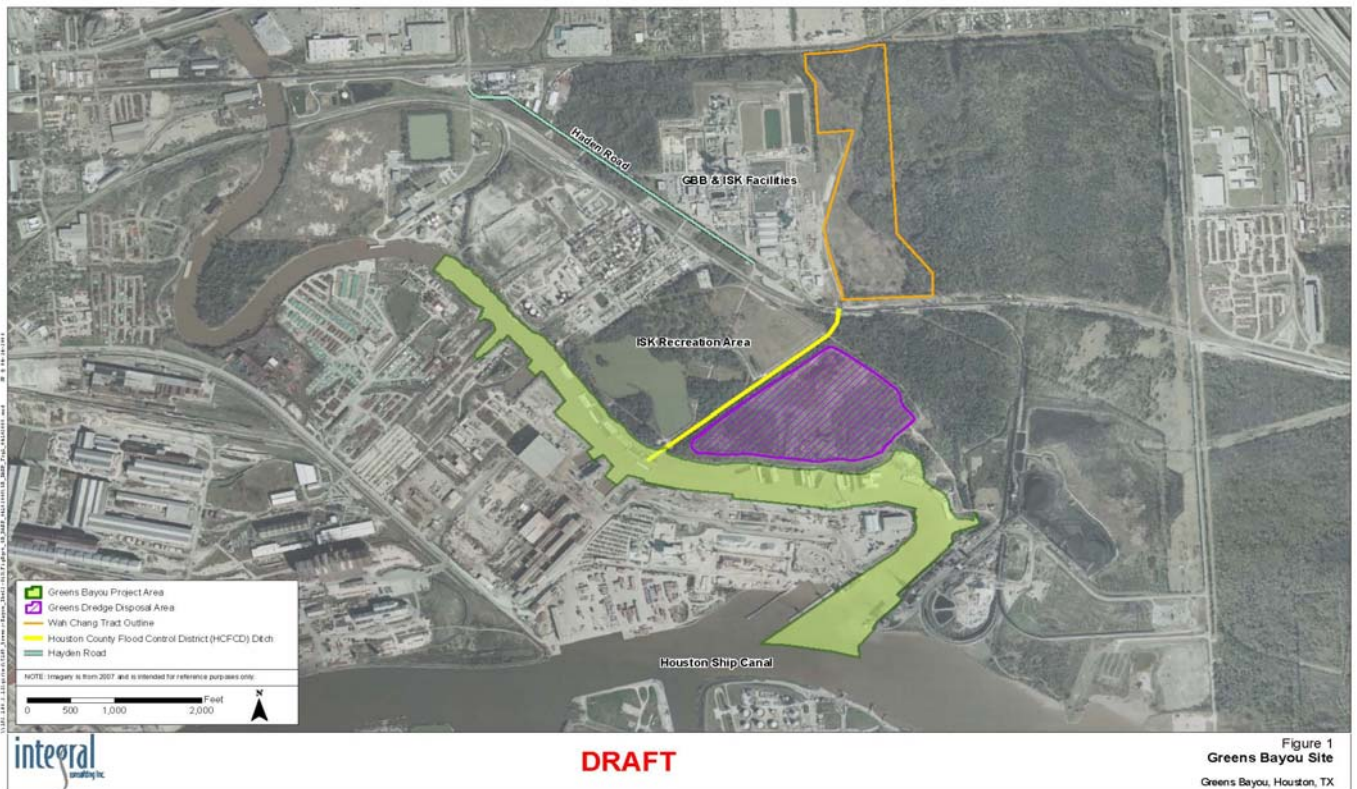 Haden Road
GBB & ISK Facilities
ISK Recreation Area
Houston Ship Canal
Greens Bayou Project Area
Greens Dredge Disposal Area
Wah Chang Tract Outline
Houston County Flood Control District (HCFCD) Ditch
Hayden Road
NOTE: Imagery is from 2007 and is intended for reference purposes only.
Feet
0 500 1,000 2,000
N
integral
consulting inc.
DRAFT
Figure 1
Greens Bayou Site
Greens Bayou, Houston, TX